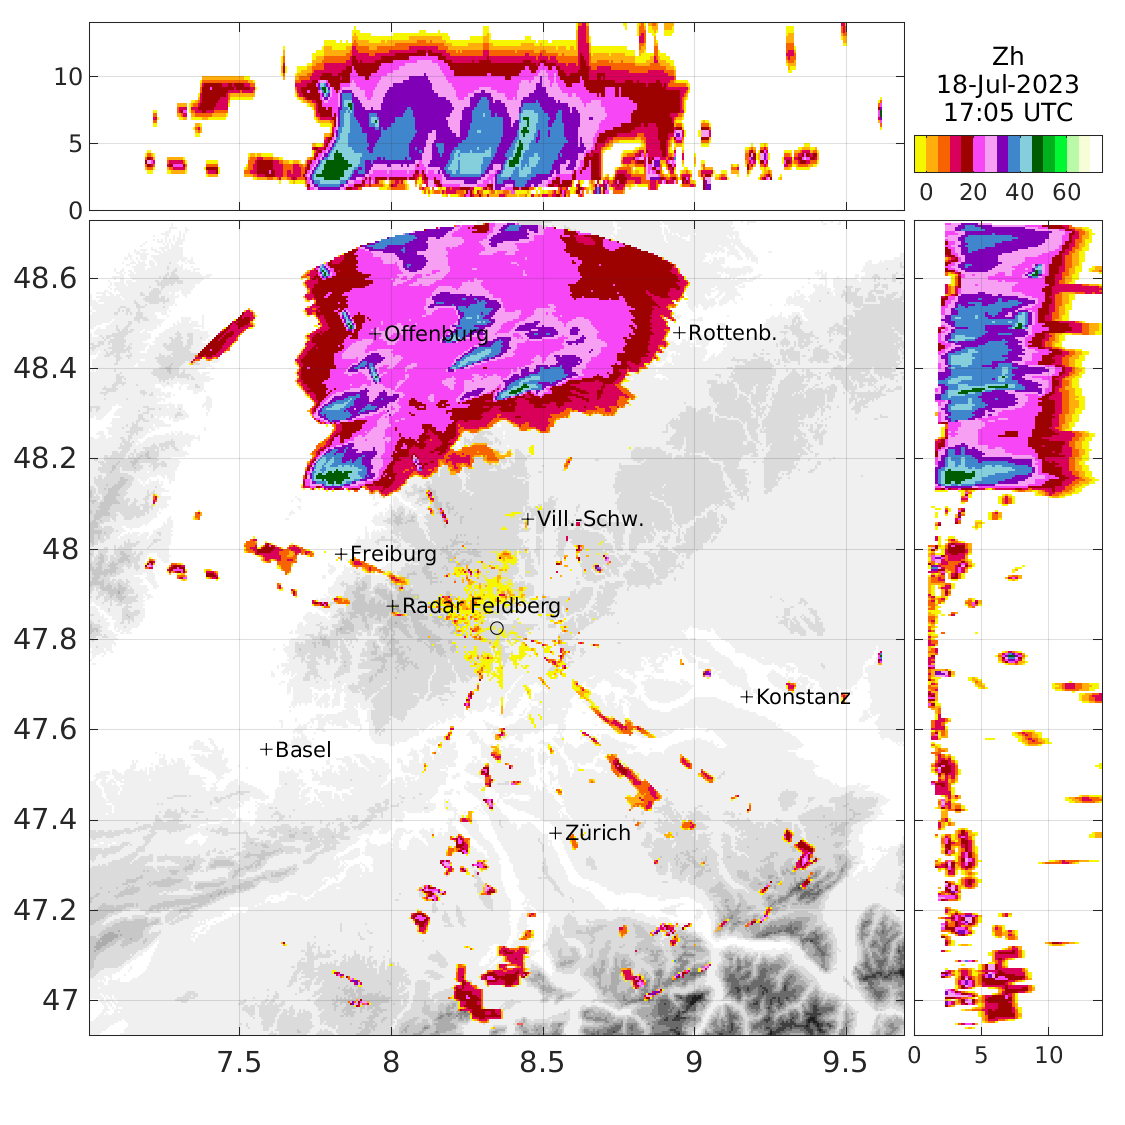 Zh
18-Jul-2023
17:05 UTC
0 20 40 60
10
5
0
48.6
48.4
48.2
48
47.8
47.6
47.4
47.2
47
+Offenburg
+Rottenb.
+Vill.-Schw.
+Freiburg
+Radar Feldberg
+Konstanz
+Basel
+Zürich
7.5 8 8.5 9 9.5
0 5 10